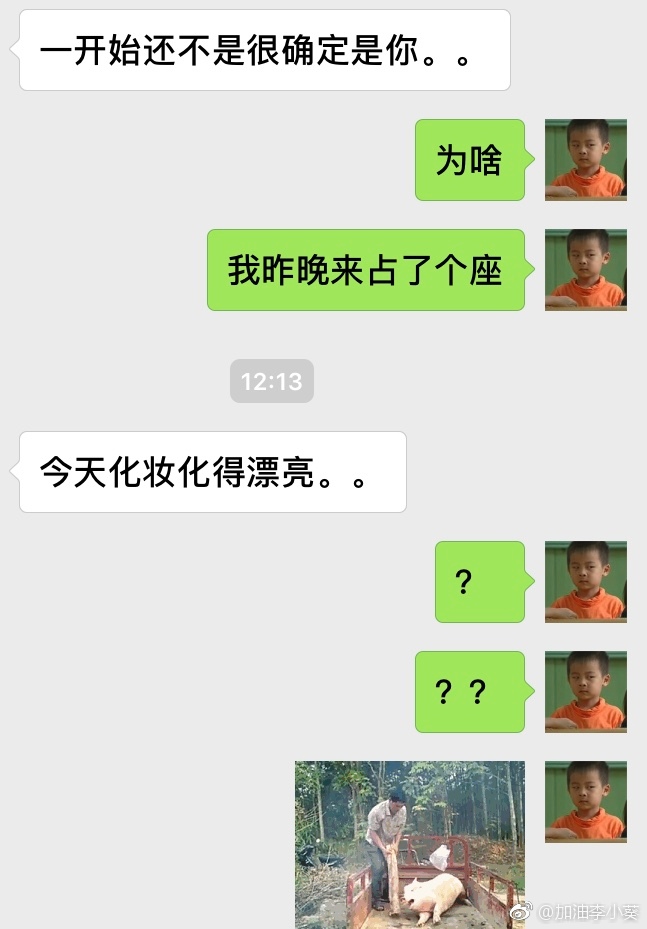 一开始还不是很确定是你。。
为啥
我昨晚来占了个座
12:13
今天化妆化得漂亮。。
？
？？
@加油李小葵